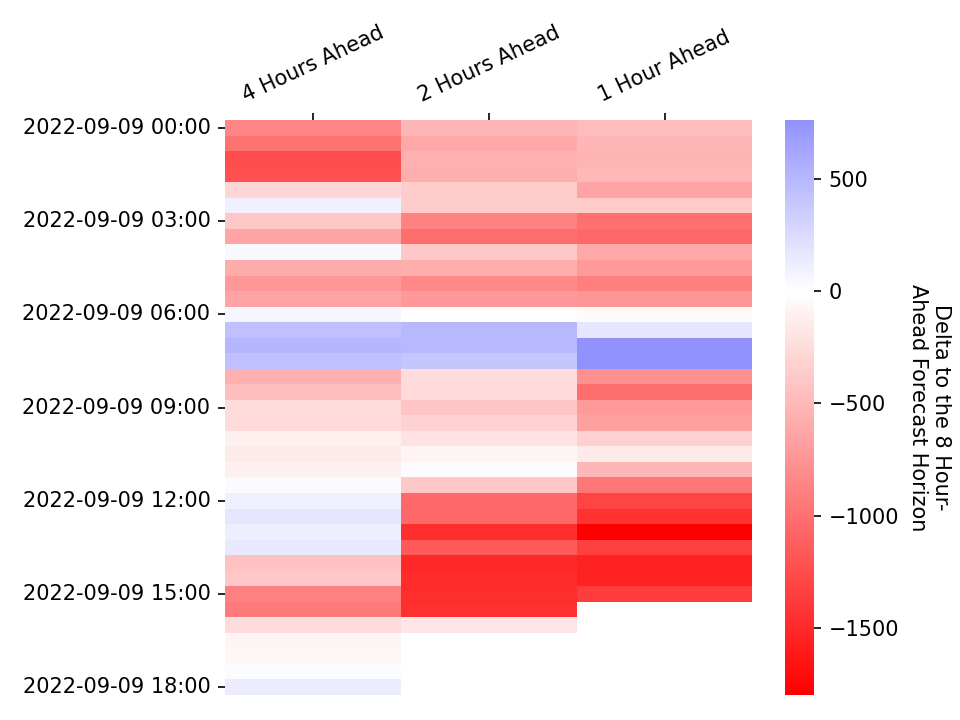 4 Hours Ahead
2 Hours Ahead
1 Hour Ahead
2022-09-09 00:00
2022-09-09 03:00
2022-09-09 06:00
2022-09-09 09:00
2022-09-09 12:00
2022-09-09 15:00
2022-09-09 18:00
500
0
−500
−1000
−1500
Delta to the 8 Hour-
Ahead Forecast Horizon